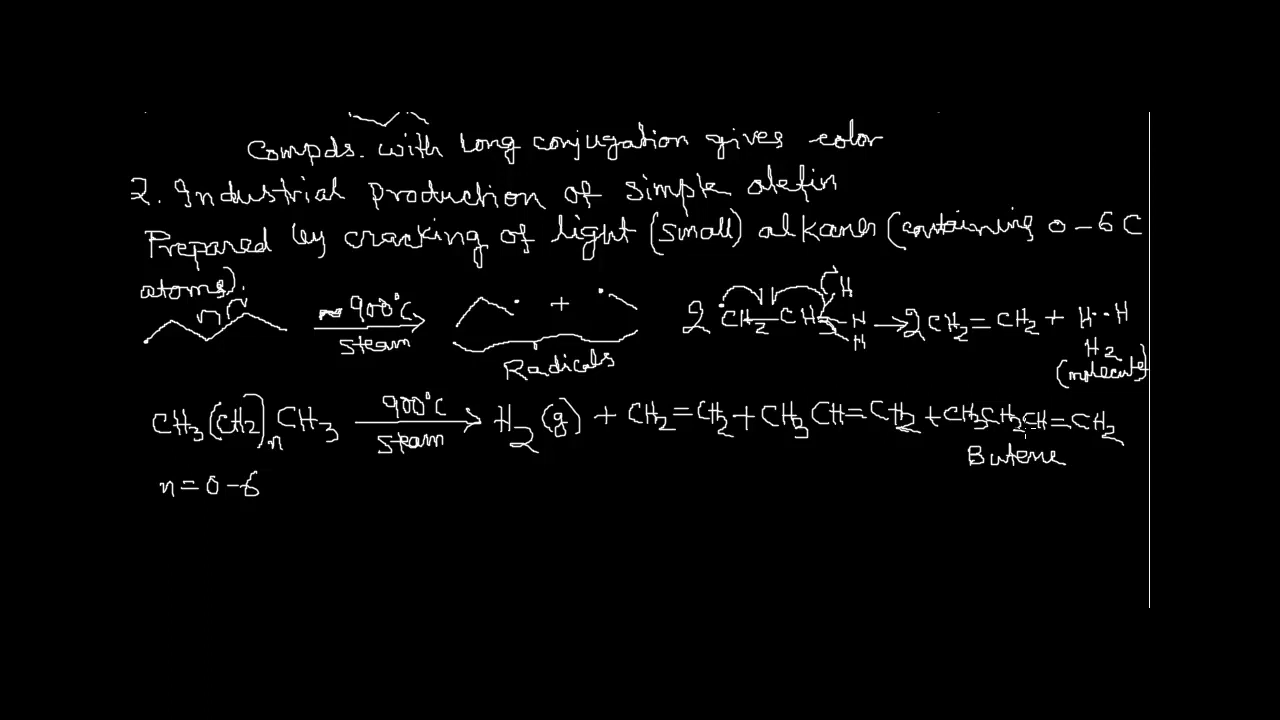 Compds. with long conjugation gives color
2. Industrial production of simple olefin
Prepared by cracking of light (small) alkanes (containing 0-6 C
atoms).
~900°C
steam
+
Radicals
2 ·CH2-CH2-H → 2CH2=CH2 + H··H
H
H
H2
(molecule)
CH3(CH2)nCH3 900°C steam → H2(g) + CH2=CH2 + CH3CH=CH2 + CH3CH2CH=CH2
Butene
n=0-6